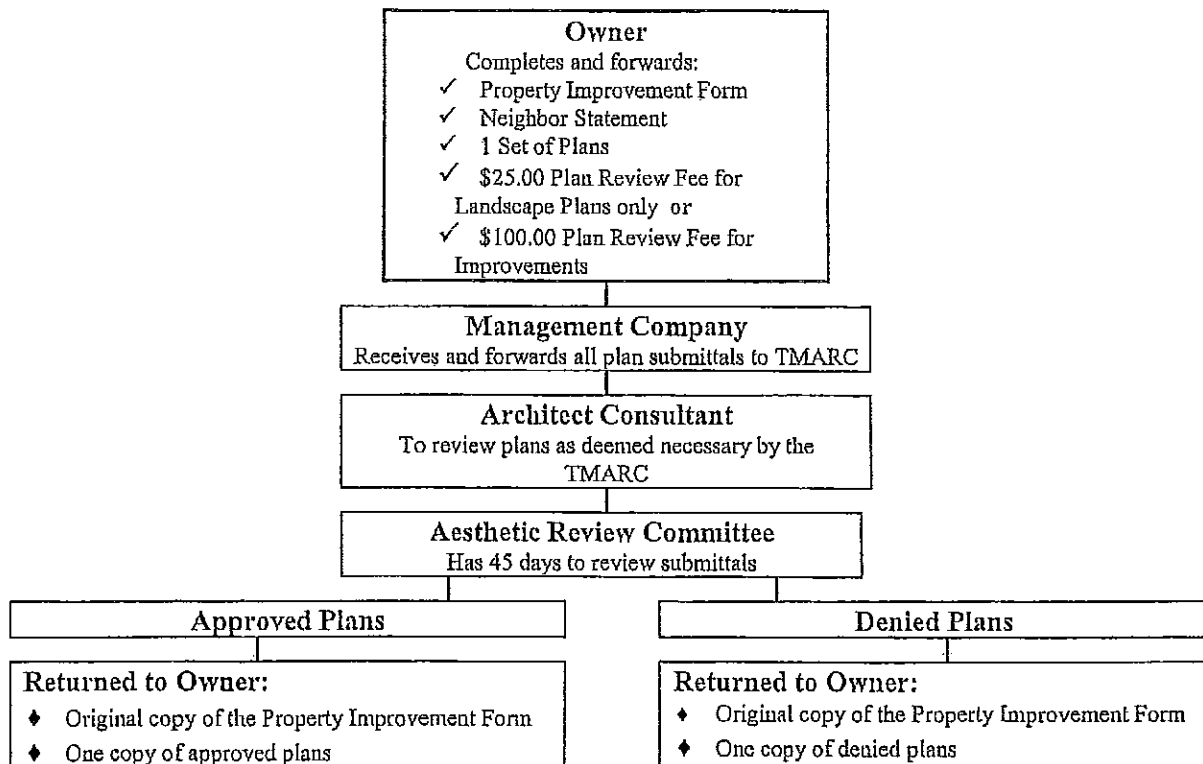 Owner
Completes and forwards:
✓ Property Improvement Form
✓ Neighbor Statement
✓ 1 Set of Plans
✓ $25.00 Plan Review Fee for
Landscape Plans only or
✓ $100.00 Plan Review Fee for
Improvements
Management Company
Receives and forwards all plan submittals to TMARC
Architect Consultant
To review plans as deemed necessary by the
TMARC
Aesthetic Review Committee
Has 45 days to review submittals
Approved Plans
Denied Plans
Returned to Owner:
♦ Original copy of the Property Improvement Form
♦ One copy of approved plans
Returned to Owner:
♦ Original copy of the Property Improvement Form
♦ One copy of denied plans